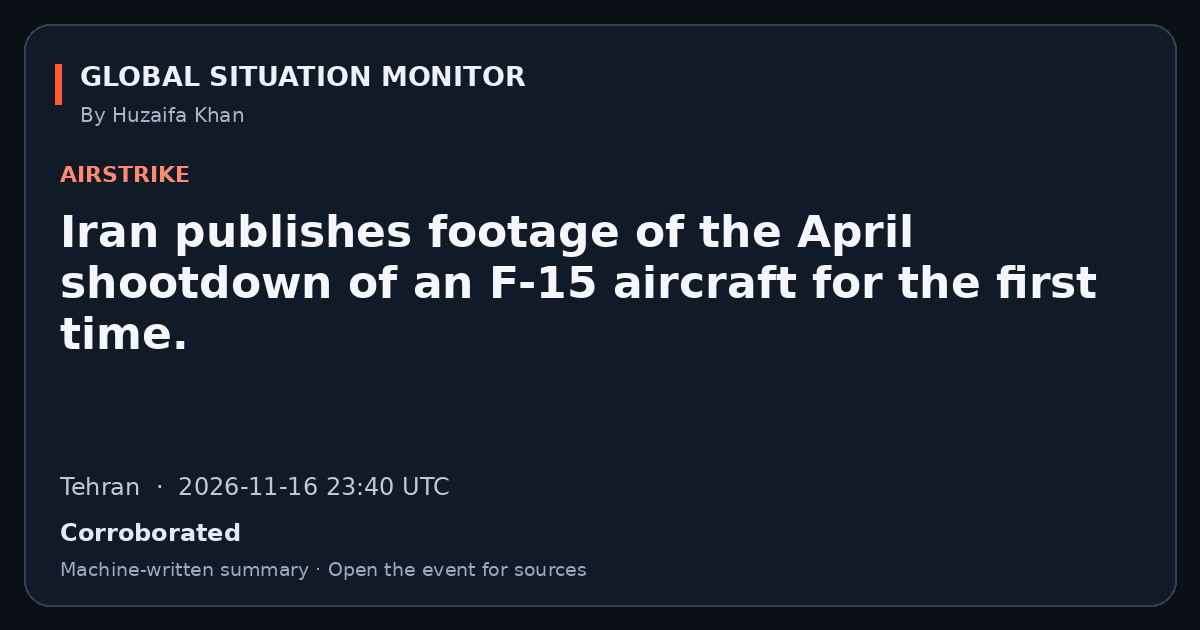 GLOBAL SITUATION MONITOR
By Huzaifa Khan
AIRSTRIKE
Iran publishes footage of the April
shootdown of an F-15 aircraft for the first
time.
Tehran · 2026-11-16 23:40 UTC
Corroborated
Machine-written summary · Open the event for sources